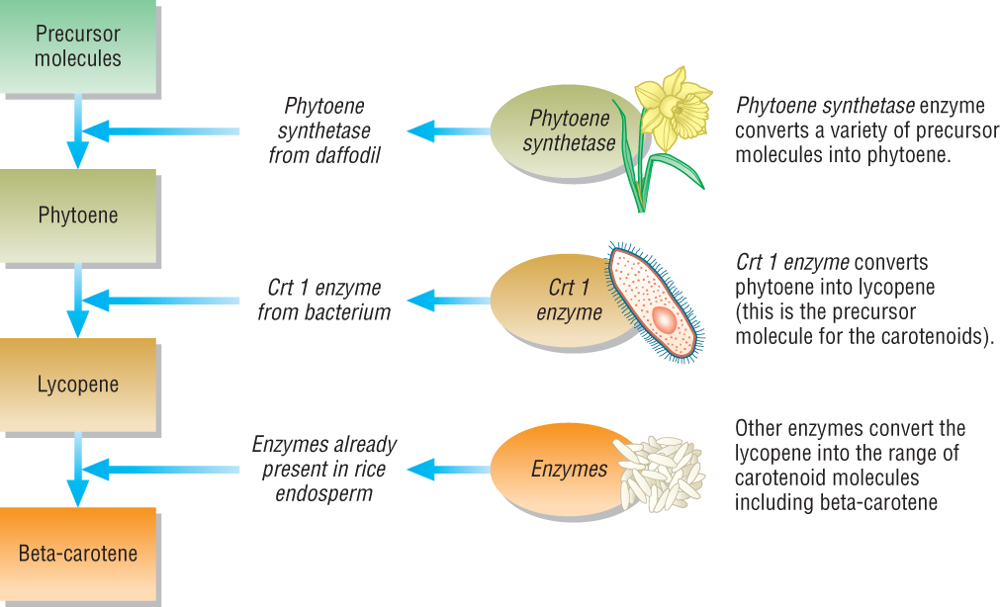 Precursor
molecules
Phytoene
synthetase
from daffodil
Phytoene
synthetase
Phytoene synthetase enzyme
converts a variety of precursor
molecules into phytoene.
Phytoene
Crt 1 enzyme
from bacterium
Crt 1
enzyme
Crt 1 enzyme converts
phytoene into lycopene
(this is the precursor
molecule for the carotenoids).
Lycopene
Enzymes already
present in rice
endosperm
Enzymes
Other enzymes convert the
lycopene into the range of
carotenoid molecules
including beta-carotene
Beta-carotene